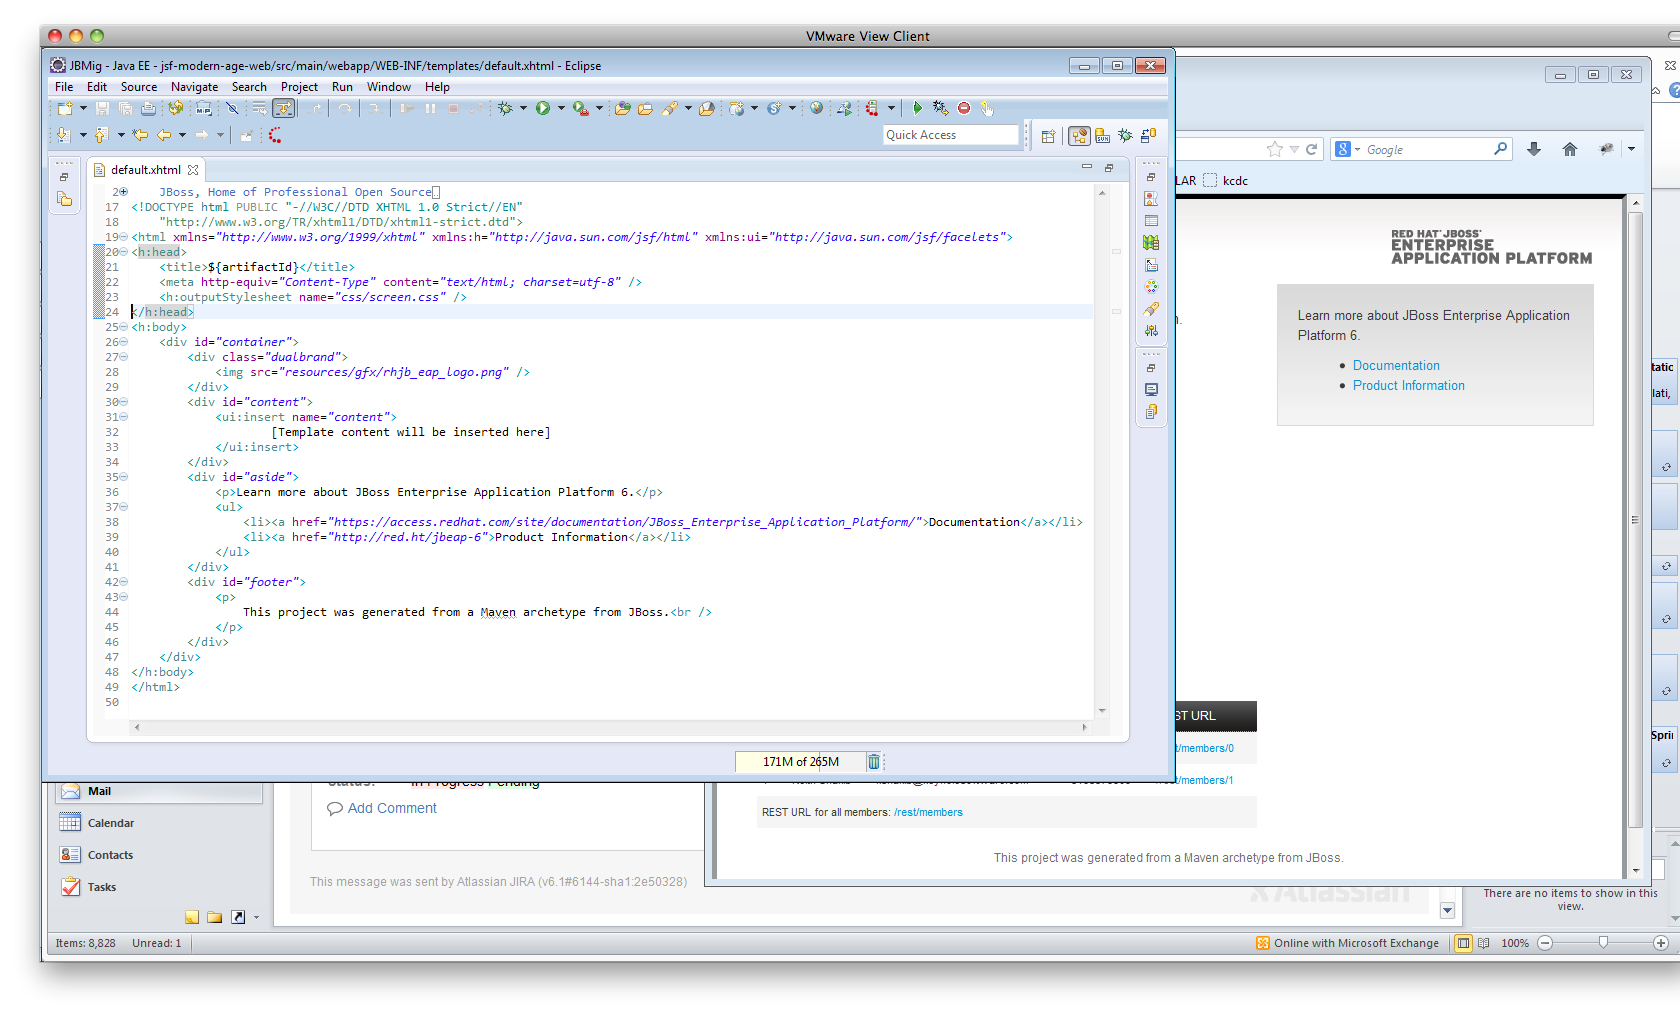 VMware View Client
JBMig - Java EE - jsf-modern-age-web/src/main/webapp/WEB-INF/templates/default.xhtml - Eclipse
File Edit Source Navigate Search Project Run Window Help
Quick Access
default.xhtml
2 JBoss, Home of Professional Open Source
17 <!DOCTYPE html PUBLIC "-//W3C//DTD XHTML 1.0 Strict//EN"
18 "http://www.w3.org/TR/xhtml1/DTD/xhtml1-strict.dtd">
19 <html xmlns="http://www.w3.org/1999/xhtml" xmlns:h="http://java.sun.com/jsf/html" xmlns:ui="http://java.sun.com/jsf/facelets">
20 <h:head>
21 <title>${artifactId}</title>
22 <meta http-equiv="Content-Type" content="text/html; charset=utf-8" />
23 <h:outputStylesheet name="css/screen.css" />
24 </h:head>
25 <h:body>
26 <div id="container">
27 <div class="dualbrand">
28 <img src="resources/gfx/rhjb_eap_logo.png" />
29 </div>
30 <div id="content">
31 <ui:insert name="content">
32 [Template content will be inserted here]
33 </ui:insert>
34 </div>
35 <div id="aside">
36 <p>Learn more about JBoss Enterprise Application Platform 6.</p>
37 <ul>
38 <li><a href="https://access.redhat.com/site/documentation/JBoss_Enterprise_Application_Platform/">Documentation</a></li>
39 <li><a href="http://red.ht/jbeap-6">Product Information</a></li>
40 </ul>
41 </div>
42 <div id="footer">
43 <p>
44 This project was generated from a Maven archetype from JBoss.<br />
45 </p>
46 </div>
47 </div>
48 </h:body>
49 </html>
50
171M of 265M
8 Google
LAR kcdc
RED HAT JBOSS
ENTERPRISE
APPLICATION PLATFORM
Learn more about JBoss Enterprise Application
Platform 6.
Documentation
Product Information
n.
tatic
lati,
Sprin
ST URL
t/members/0
t/members/1
REST URL for all members: /rest/members
This project was generated from a Maven archetype from JBoss.
Mail
Calendar
Contacts
Tasks
Status: In Progress Pending
Add Comment
This message was sent by Atlassian JIRA (v6.1#6144-sha1:2e50328)
Atlassian
There are no items to show in this
view.
Items: 8,828 Unread: 1
Online with Microsoft Exchange 100%